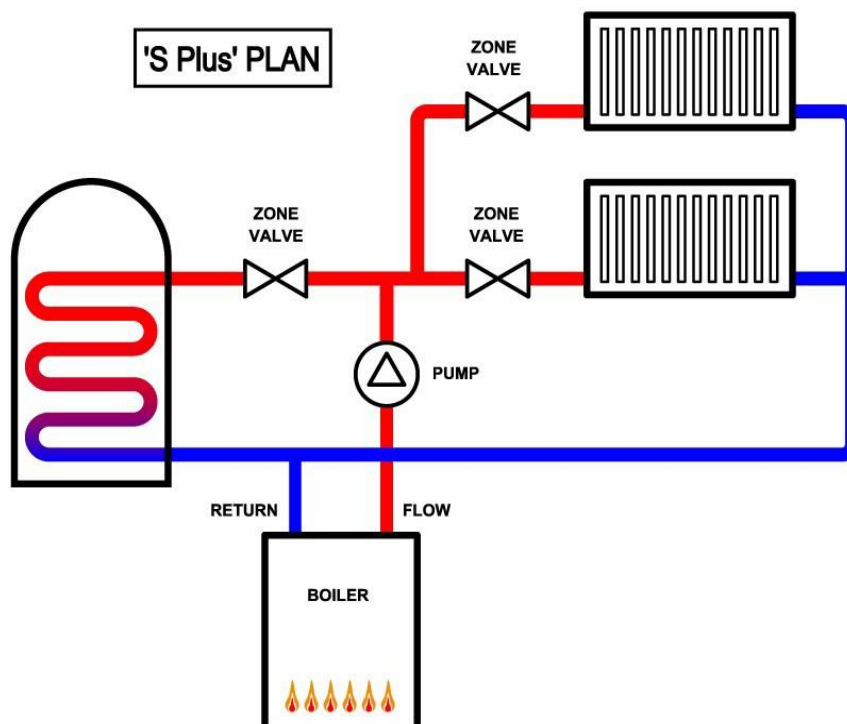 'S Plus' PLAN
ZONE
VALVE
ZONE
VALVE
ZONE
VALVE
PUMP
RETURN
FLOW
BOILER